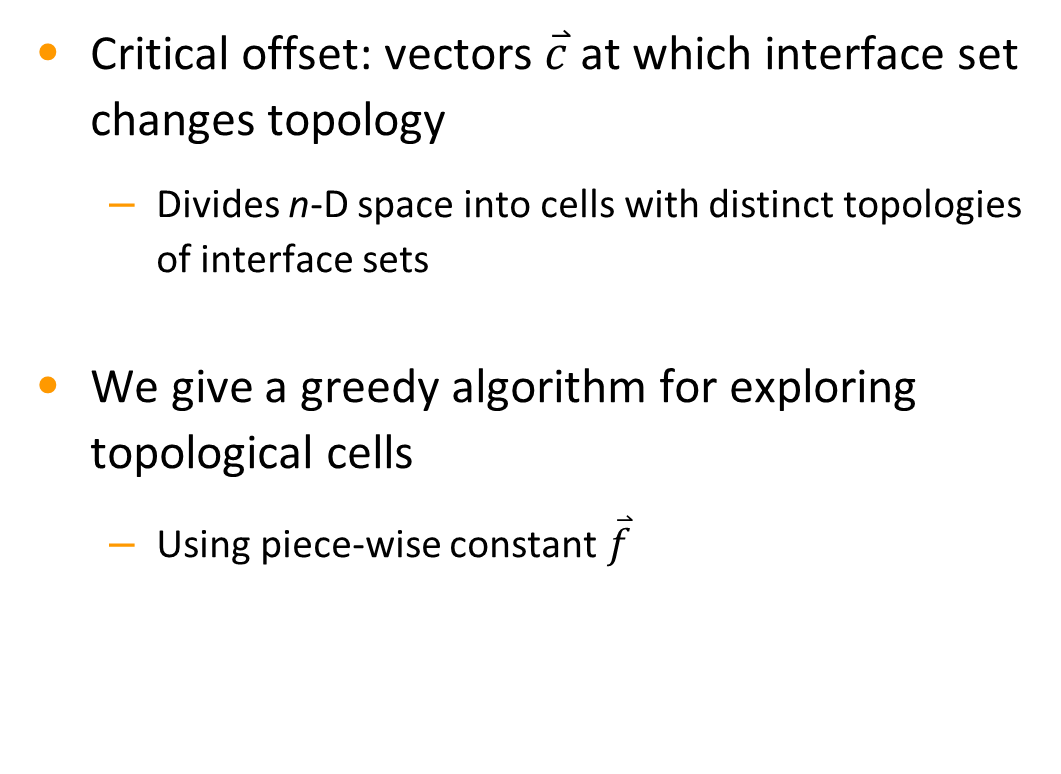 • Critical offset: vectors c⃗ at which interface set
changes topology
– Divides n-D space into cells with distinct topologies
of interface sets
• We give a greedy algorithm for exploring
topological cells
– Using piece-wise constant f⃗